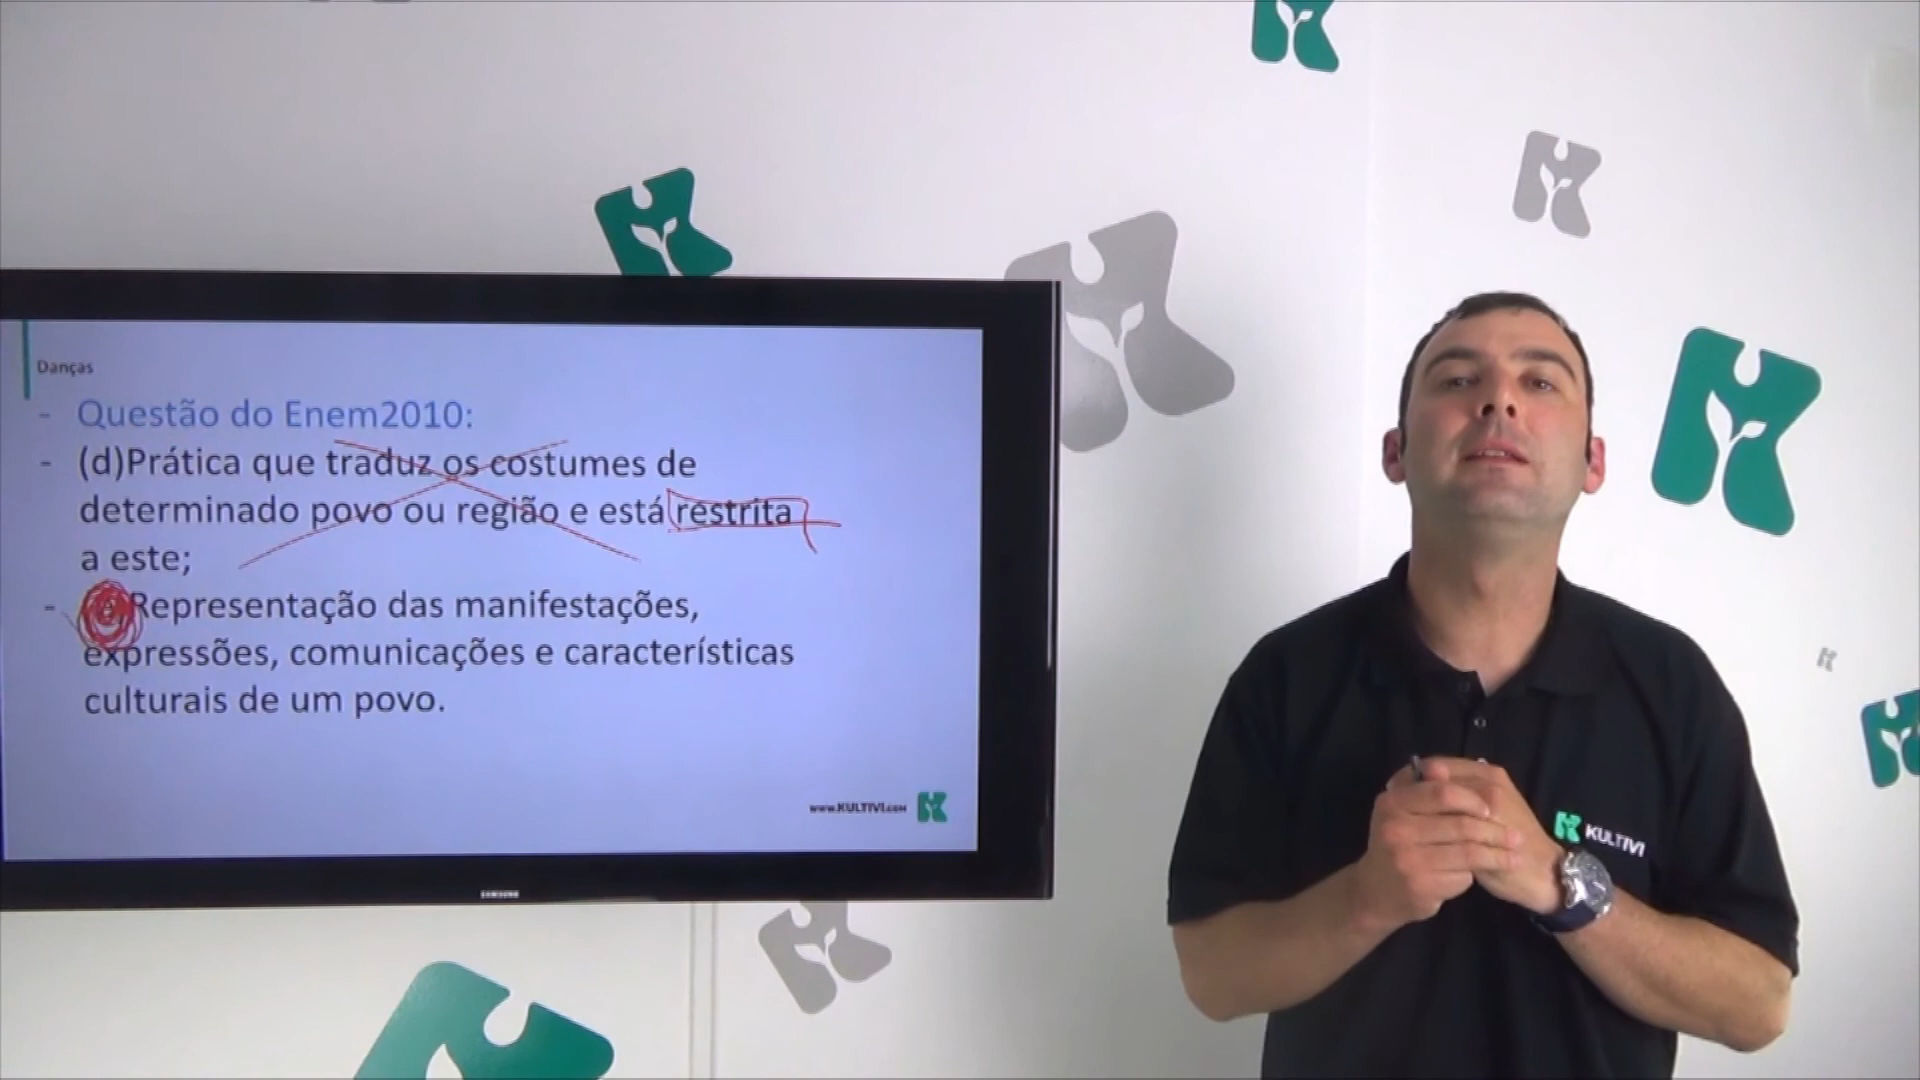 Danças
- Questão do Enem2010:
- (d)Prática que traduz os costumes de
determinado povo ou região e está restrita
a este;
- Representação das manifestações,
expressões, comunicações e características
culturais de um povo.
www.KULTIVI.com
SAMSUNG
KULTIVI